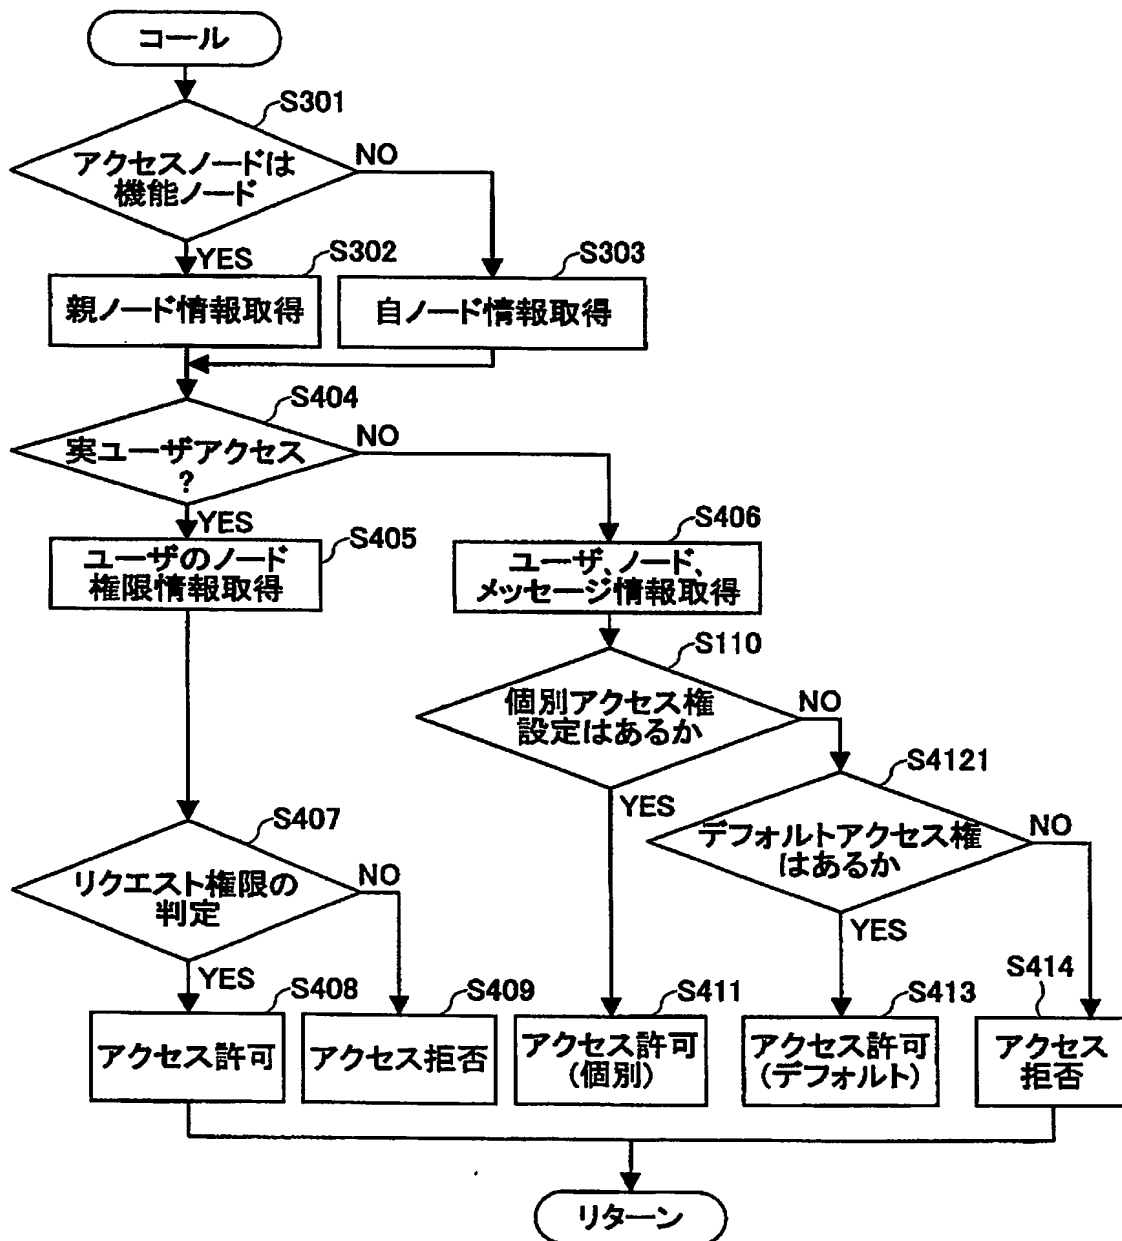 コール
S301
アクセスノードは
機能ノード
NO
YES
S302
S303
親ノード情報取得
自ノード情報取得
S404
実ユーザアクセス
?
NO
YES
S405
S406
ユーザのノード
権限情報取得
ユーザ、ノード、
メッセージ情報取得
S110
個別アクセス権
設定はあるか
NO
YES
S4121
デフォルトアクセス権
はあるか
NO
YES
S407
リクエスト権限の
判定
NO
YES
S408
S409
S411
S413
S414
アクセス許可
アクセス拒否
アクセス許可
(個別)
アクセス許可
(デフォルト)
アクセス
拒否
リターン